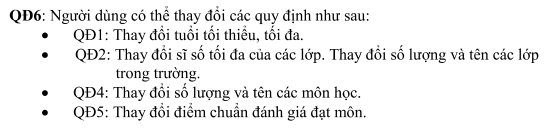 QĐ6: Người dùng có thể thay đổi các quy định như sau:
• QĐ1: Thay đổi tuổi tối thiểu, tối đa.
• QĐ2: Thay đổi sĩ số tối đa của các lớp. Thay đổi số lượng và tên các lớp
trong trường.
• QĐ4: Thay đổi số lượng và tên các môn học.
• QĐ5: Thay đổi điểm chuẩn đánh giá đạt môn.